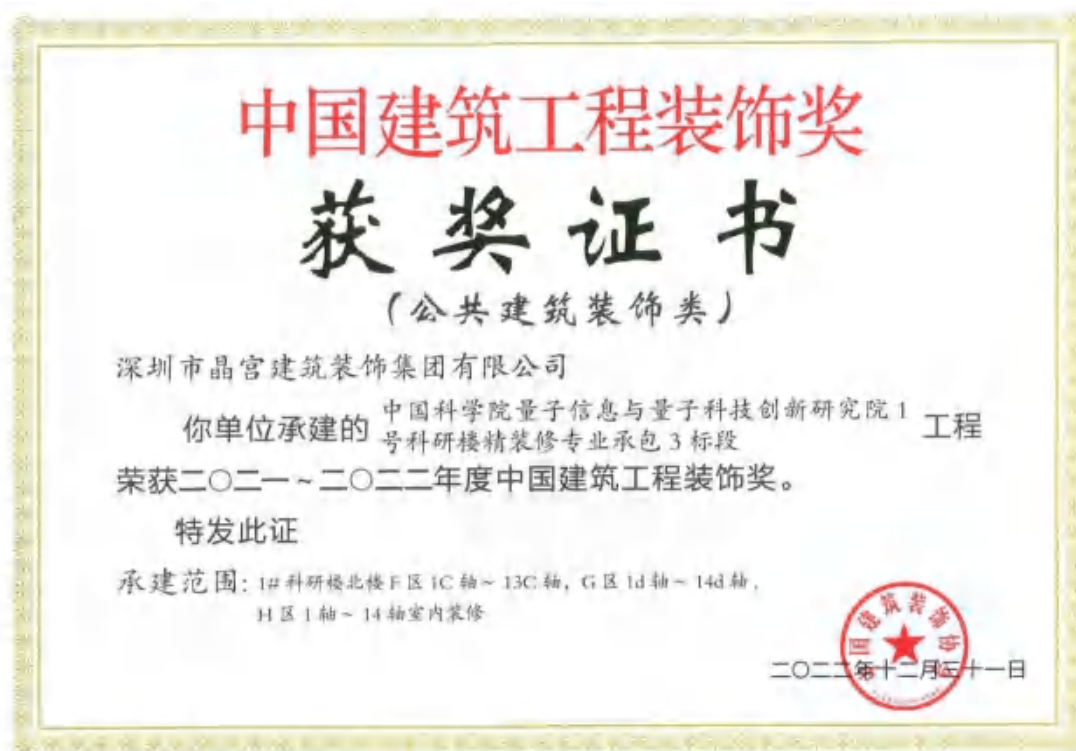 中国建筑工程装饰奖
获奖证书
(公共建筑装饰类)
深圳市晶宫建筑装饰集团有限公司
你单位承建的 中国科学院量子信息与量子科技创新研究院1
号科研楼精装修专业承包3标段 工程
荣获二〇二一~二〇二二年度中国建筑工程装饰奖。
特发此证
承建范围: 1#科研楼北楼F区1C轴~13C轴, G区1d轴~14d轴,
H区1轴~14轴室内装修
中国建筑装饰协会
二〇二二年十二月三十一日